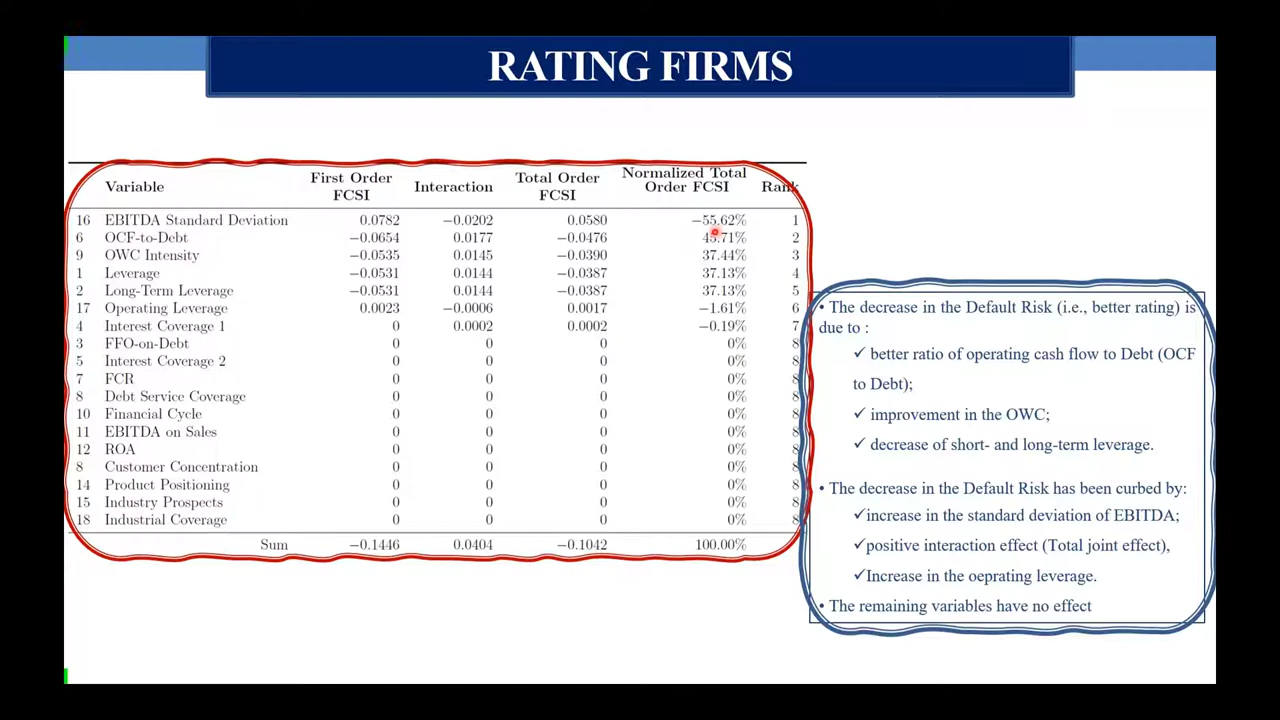 RATING FIRMS
Variable First Order FCSI Interaction Total Order FCSI Normalized Total Order FCSI Rank
16 EBITDA Standard Deviation 0.0782 −0.0202 0.0580 −55.62% 1
6 OCF-to-Debt −0.0654 0.0177 −0.0476 45.71% 2
9 OWC Intensity −0.0535 0.0145 −0.0390 37.44% 3
1 Leverage −0.0531 0.0144 −0.0387 37.13% 4
2 Long-Term Leverage −0.0531 0.0144 −0.0387 37.13% 5
17 Operating Leverage 0.0023 −0.0006 0.0017 −1.61% 6
4 Interest Coverage 1 0 0.0002 0.0002 −0.19% 7
3 FFO-on-Debt 0 0 0 0% 8
5 Interest Coverage 2 0 0 0 0% 8
7 FCR 0 0 0 0% 8
8 Debt Service Coverage 0 0 0 0% 8
10 Financial Cycle 0 0 0 0% 8
11 EBITDA on Sales 0 0 0 0% 8
12 ROA 0 0 0 0% 8
8 Customer Concentration 0 0 0 0% 8
14 Product Positioning 0 0 0 0% 8
15 Industry Prospects 0 0 0 0% 8
18 Industrial Coverage 0 0 0 0% 8
Sum −0.1446 0.0404 −0.1042 100.00%
• The decrease in the Default Risk (i.e., better rating) is
due to :
✓ better ratio of operating cash flow to Debt (OCF
to Debt);
✓ improvement in the OWC;
✓ decrease of short- and long-term leverage.
• The decrease in the Default Risk has been curbed by:
✓increase in the standard deviation of EBITDA;
✓positive interaction effect (Total joint effect),
✓Increase in the oeprating leverage.
• The remaining variables have no effect